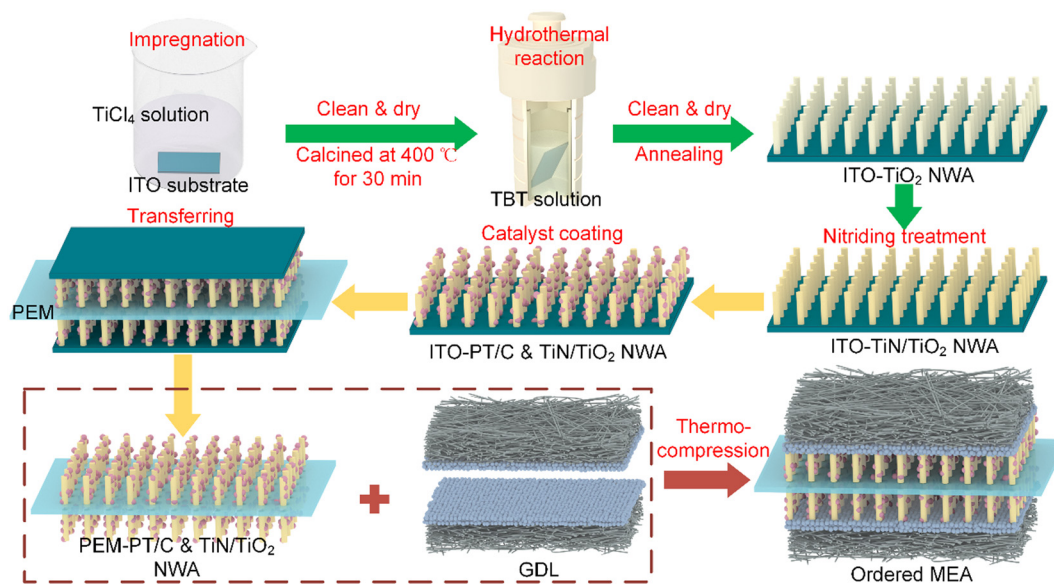 Impregnation
TiCl₄ solution
ITO substrate
Clean & dry
Calcined at 400 ℃
for 30 min
Hydrothermal
reaction
TBT solution
Clean & dry
Annealing
ITO-TiO₂ NWA
Nitriding treatment
ITO-TiN/TiO₂ NWA
Catalyst coating
ITO-PT/C & TiN/TiO₂ NWA
Transferring
PEM
PEM-PT/C & TiN/TiO₂
NWA
GDL
Thermo-
compression
Ordered MEA